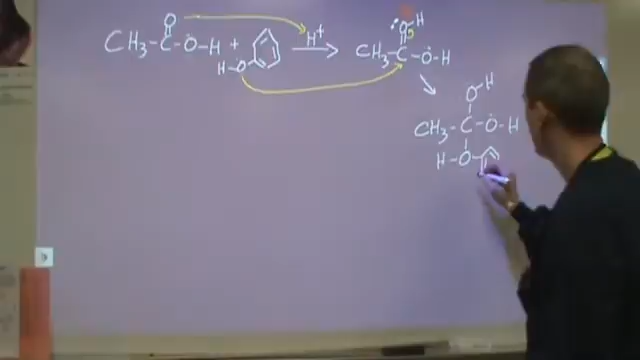 O
CH₃-C-Ö-H + H-O H⁺
O-H
CH₃-C-Ö-H
O-H
CH₃-C-Ö-H
H-O